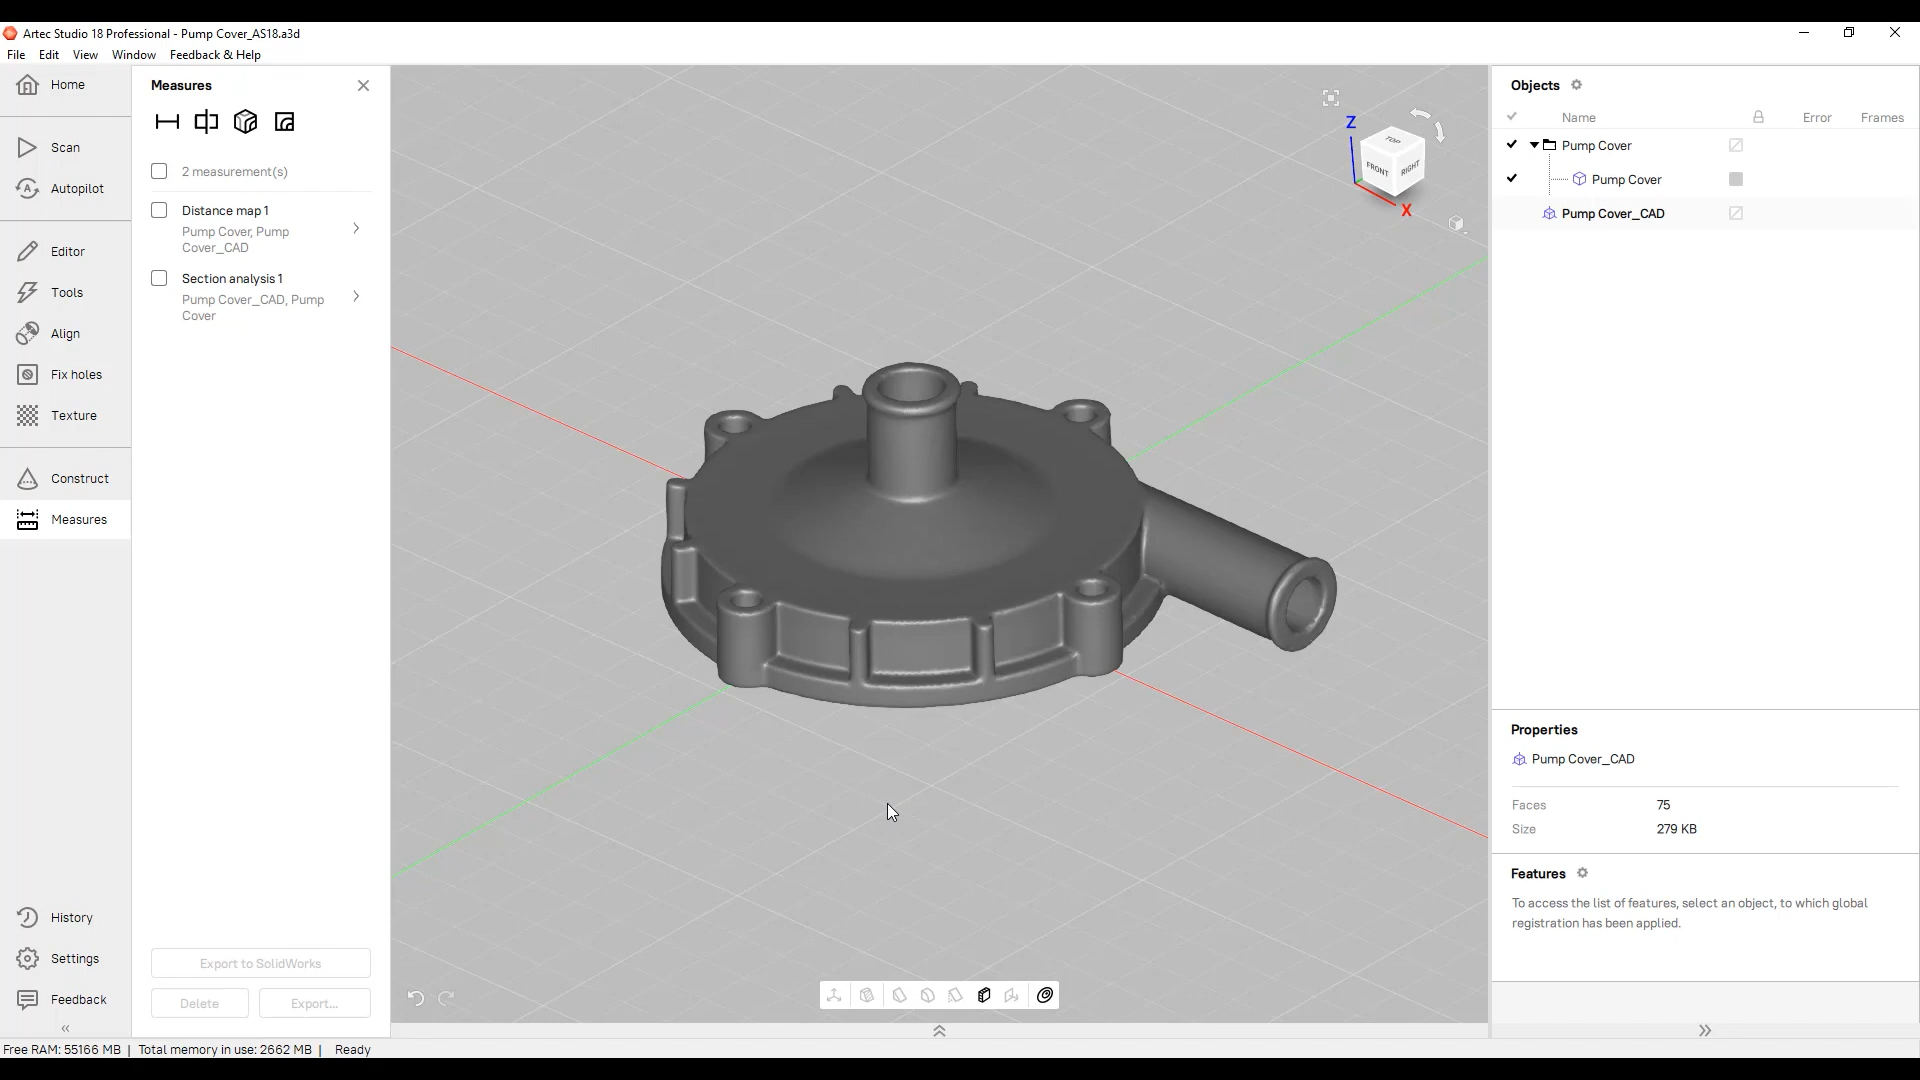 Artec Studio 18 Professional - Pump Cover_AS18.a3d
File Edit View Window Feedback & Help
Home
Scan
Autopilot
Editor
Tools
Align
Fix holes
Texture
Construct
Measures
History
Settings
Feedback
Measures
2 measurement(s)
Distance map 1
Pump Cover, Pump
Cover_CAD
Section analysis 1
Pump Cover_CAD, Pump
Cover
Export to SolidWorks
Delete Export...
Z
TOP
FRONT RIGHT
X
Objects
Name Error Frames
Pump Cover
Pump Cover
Pump Cover_CAD
Properties
Pump Cover_CAD
Faces 75
Size 279 KB
Features
To access the list of features, select an object, to which global
registration has been applied.
Free RAM: 55166 MB | Total memory in use: 2662 MB | Ready